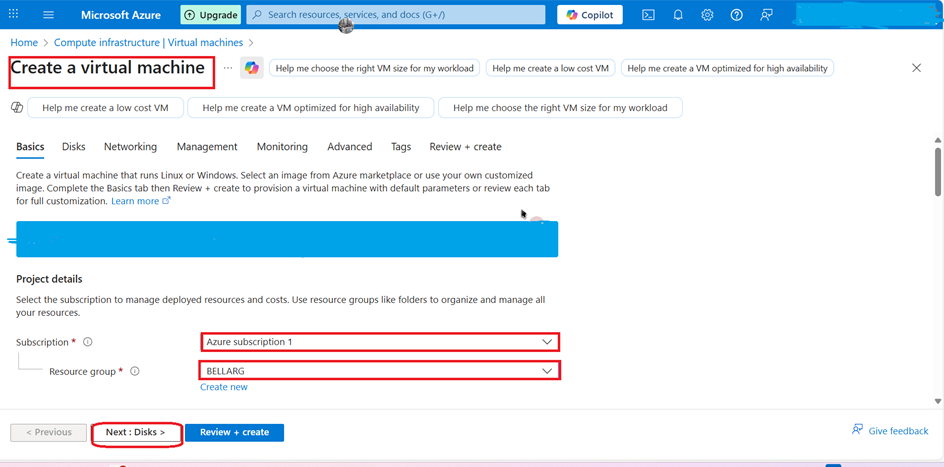 Microsoft Azure
Upgrade
Search resources, services, and docs (G+/)
Copilot
Home > Compute infrastructure | Virtual machines >
Create a virtual machine ...
Help me choose the right VM size for my workload
Help me create a low cost VM
Help me create a VM optimized for high availability
Help me create a low cost VM
Help me create a VM optimized for high availability
Help me choose the right VM size for my workload
Basics Disks Networking Management Monitoring Advanced Tags Review + create
Create a virtual machine that runs Linux or Windows. Select an image from Azure marketplace or use your own customized
image. Complete the Basics tab then Review + create to provision a virtual machine with default parameters or review each tab
for full customization. Learn more
Project details
Select the subscription to manage deployed resources and costs. Use resource groups like folders to organize and manage all
your resources.
Subscription *
Azure subscription 1
Resource group *
BELLARG
Create new
< Previous
Next : Disks >
Review + create
Give feedback